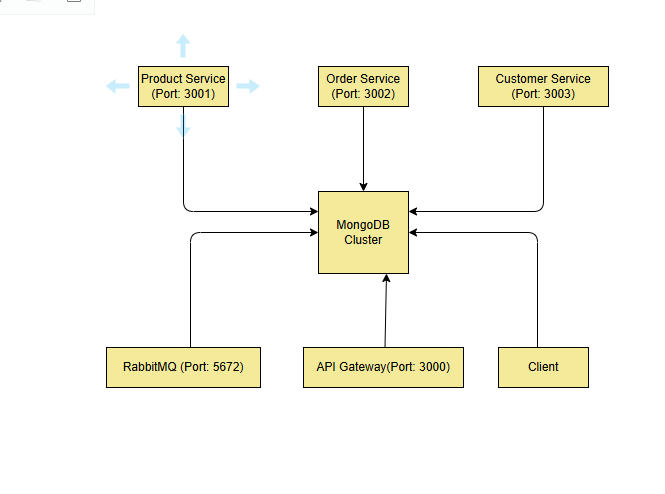 Product Service
(Port: 3001)
Order Service
(Port: 3002)
Customer Service
(Port: 3003)
MongoDB
Cluster
RabbitMQ (Port: 5672)
API Gateway(Port: 3000)
Client